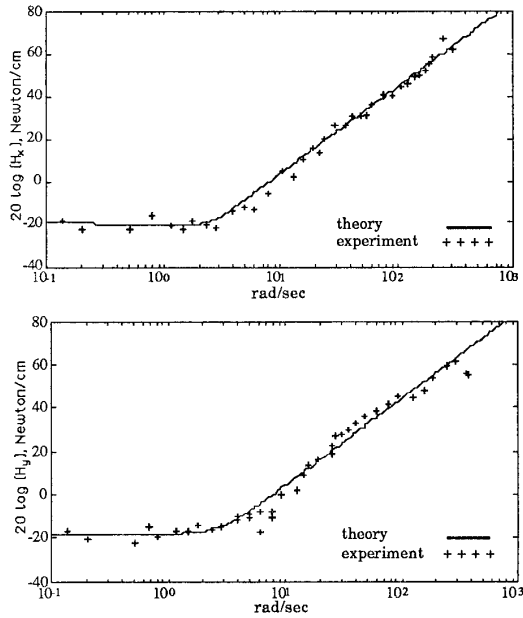 80
60
40
20
0
-20
-40
20 log [Hx], Newton/cm
theory
experiment + + + +
10-1 100 101 102 103
rad/sec
80
60
40
20
0
-20
-40
20 log [Hy], Newton/cm
theory
experiment + + + +
10-1 100 101 102 103
rad/sec